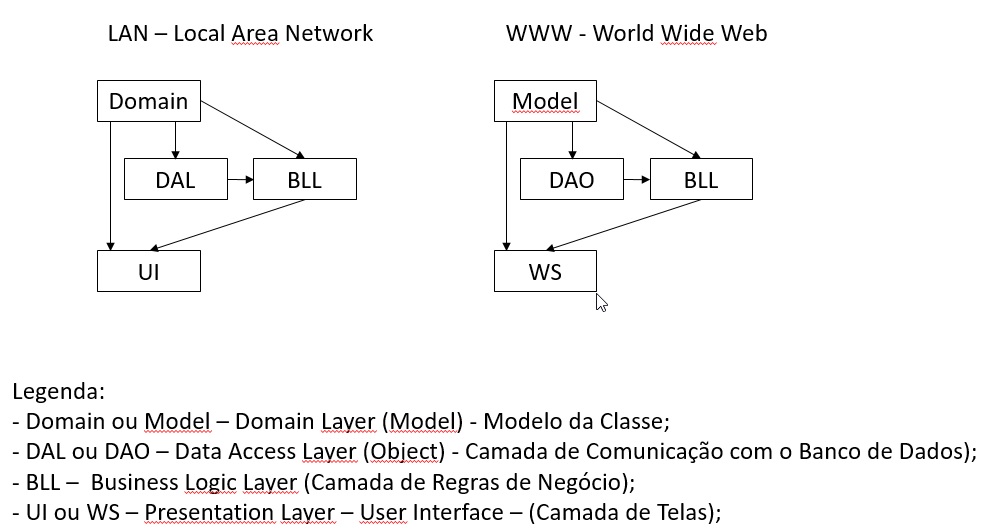 LAN – Local Area Network
WWW - World Wide Web
Domain
Model
DAL
BLL
DAO
BLL
UI
WS
Legenda:
- Domain ou Model – Domain Layer (Model) - Modelo da Classe;
- DAL ou DAO – Data Access Layer (Object) - Camada de Comunicação com o Banco de Dados);
- BLL –  Business Logic Layer (Camada de Regras de Negócio);
- UI ou WS – Presentation Layer – User Interface – (Camada de Telas);